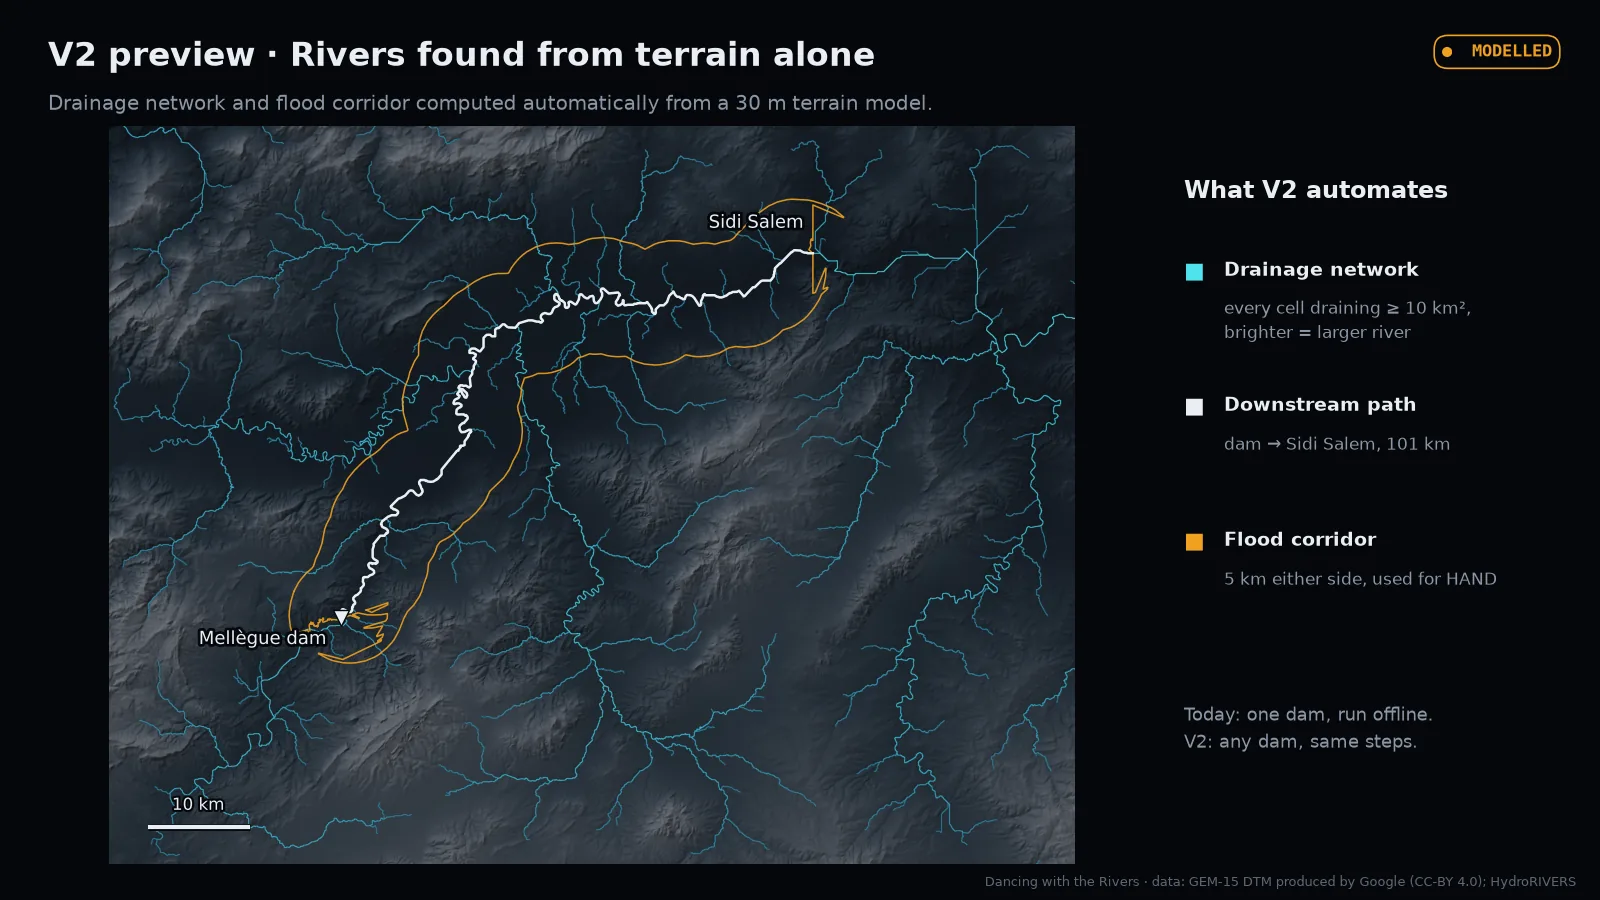 V2 preview · Rivers found from terrain alone
MODELLED
Drainage network and flood corridor computed automatically from a 30 m terrain model.
Sidi Salem
Mellègue dam
10 km
What V2 automates
Drainage network
every cell draining ≥ 10 km²,
brighter = larger river
Downstream path
dam → Sidi Salem, 101 km
Flood corridor
5 km either side, used for HAND
Today: one dam, run offline.
V2: any dam, same steps.
Dancing with the Rivers · data: GEM-15 DTM produced by Google (CC-BY 4.0); HydroRIVERS